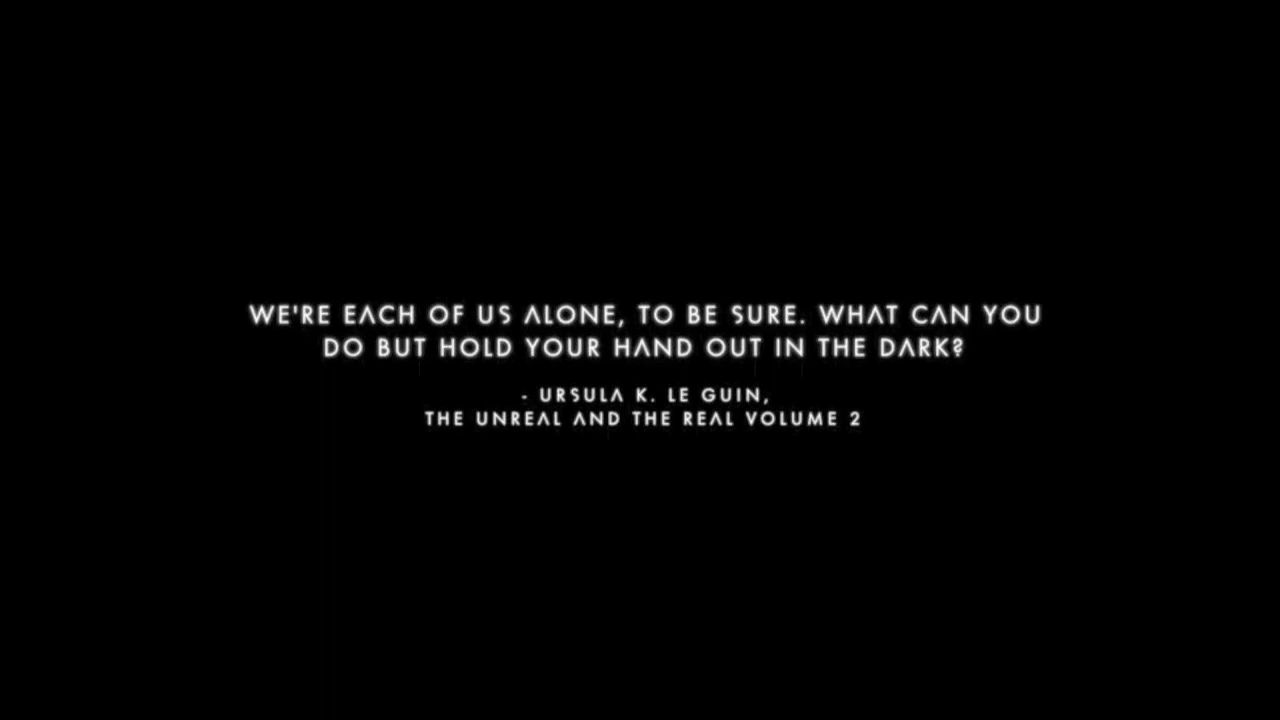 WE'RE EACH OF US ALONE, TO BE SURE. WHAT CAN YOU
DO BUT HOLD YOUR HAND OUT IN THE DARK?
- URSULA K. LE GUIN,
THE UNREAL AND THE REAL VOLUME 2